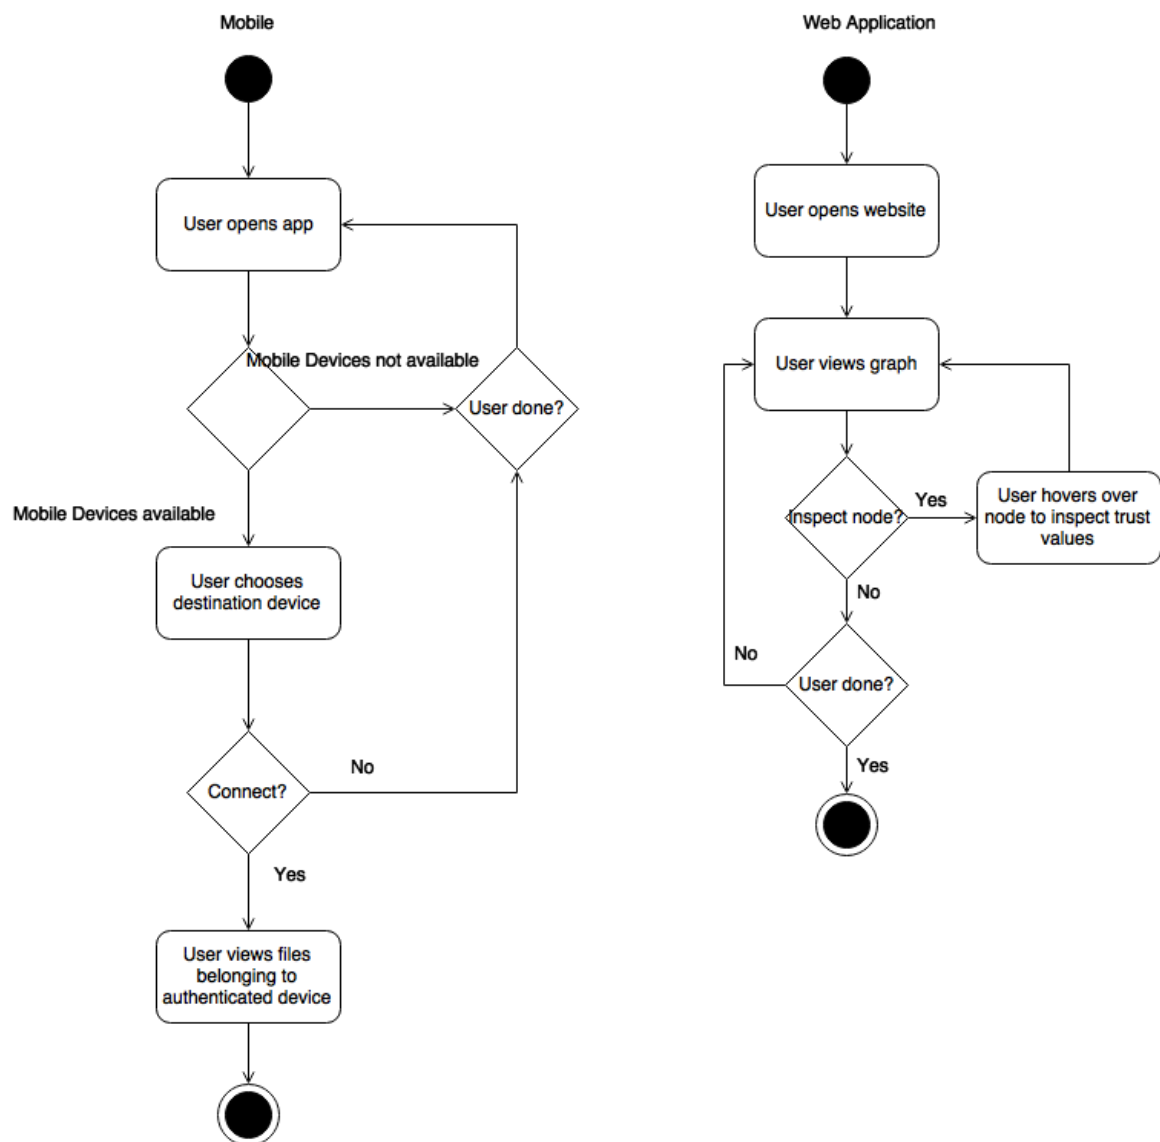 Mobile
User opens app
Mobile Devices not available
User done?
Mobile Devices available
User chooses
destination device
Connect?
No
Yes
User views files
belonging to
authenticated device
Web Application
User opens website
User views graph
Inspect node?
Yes
User hovers over
node to inspect trust
values
No
User done?
No
Yes